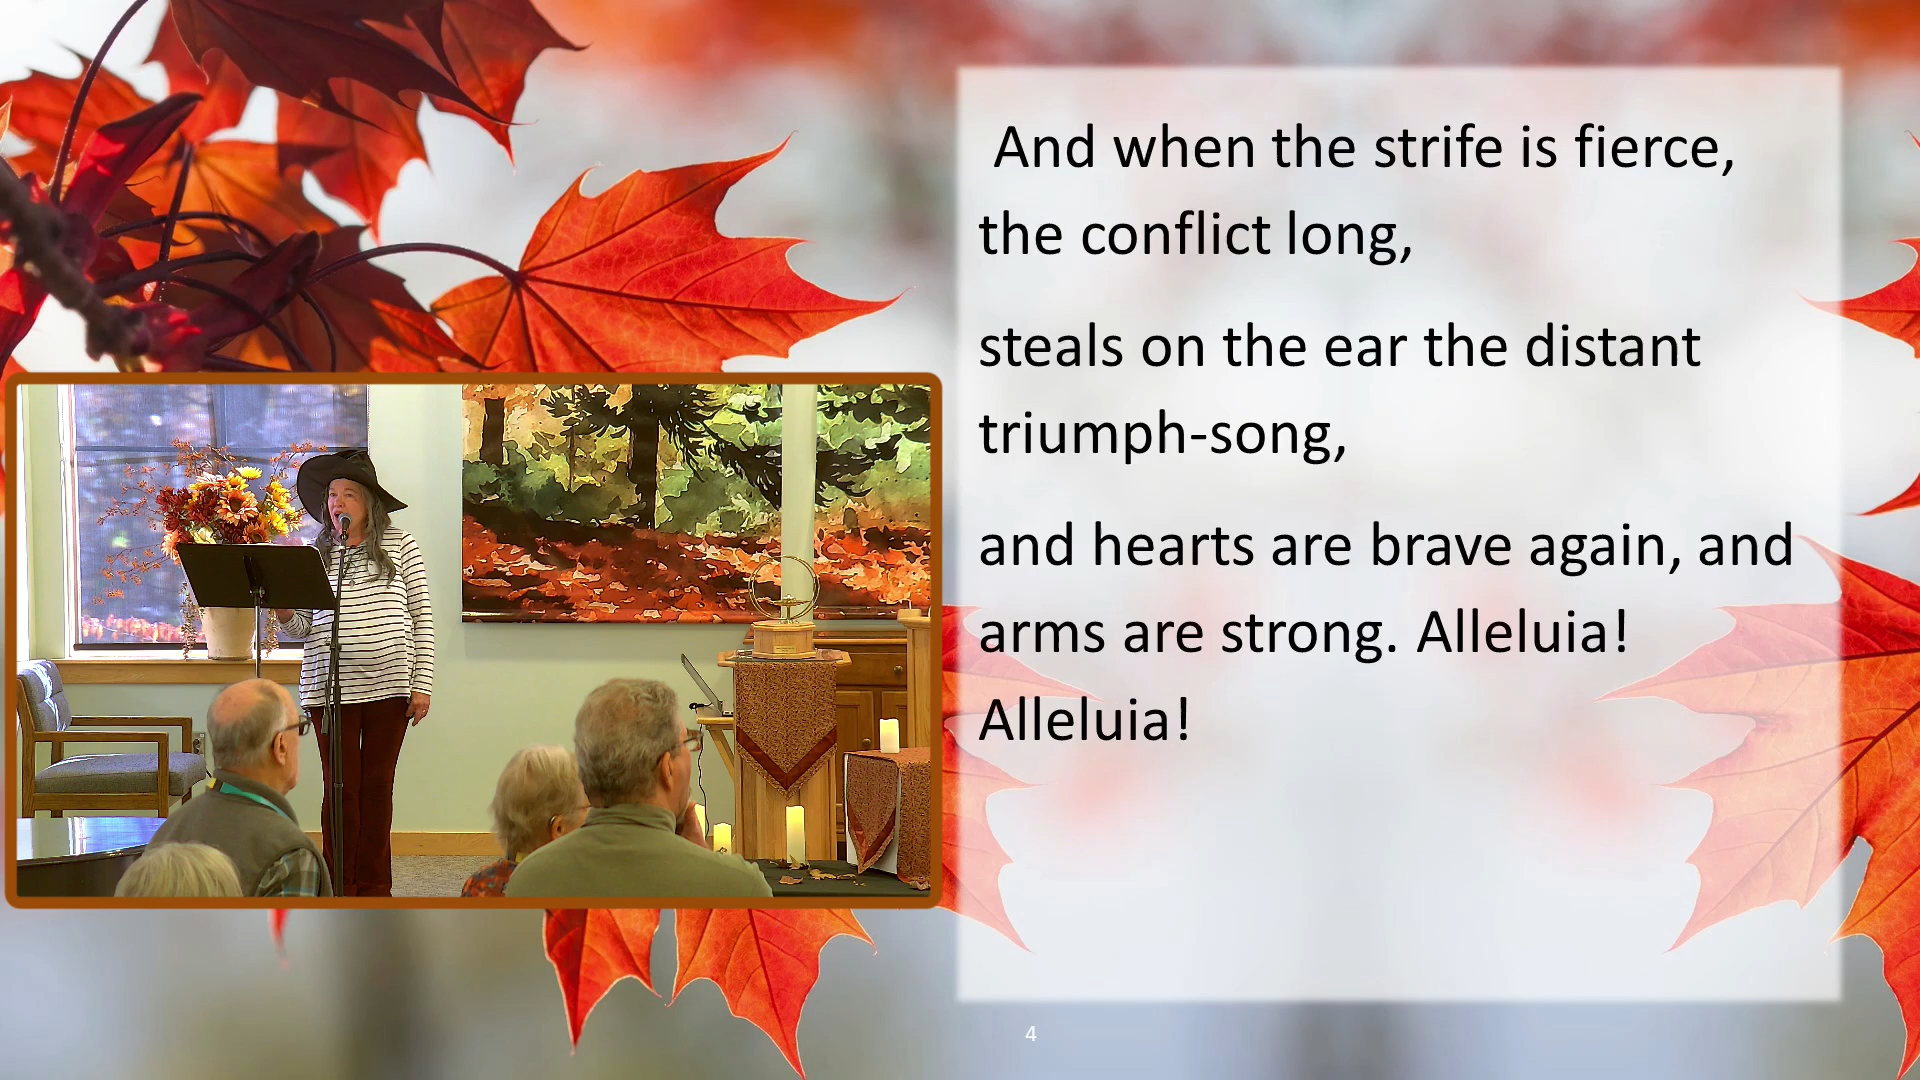 And when the strife is fierce,
the conflict long,
steals on the ear the distant
triumph-song,
and hearts are brave again, and
arms are strong. Alleluia!
Alleluia!
4